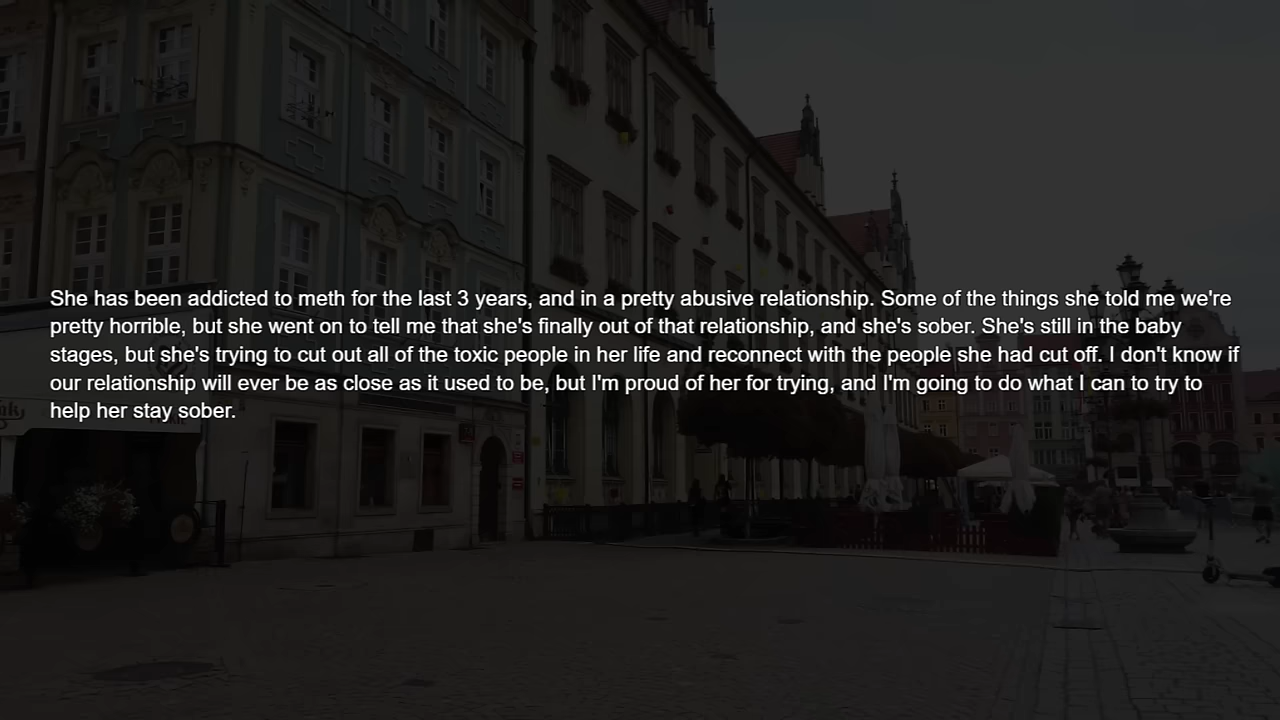 She has been addicted to meth for the last 3 years, and in a pretty abusive relationship. Some of the things she told me we're
pretty horrible, but she went on to tell me that she's finally out of that relationship, and she's sober. She's still in the baby
stages, but she's trying to cut out all of the toxic people in her life and reconnect with the people she had cut off. I don't know if
our relationship will ever be as close as it used to be, but I'm proud of her for trying, and I'm going to do what I can to try to
help her stay sober.